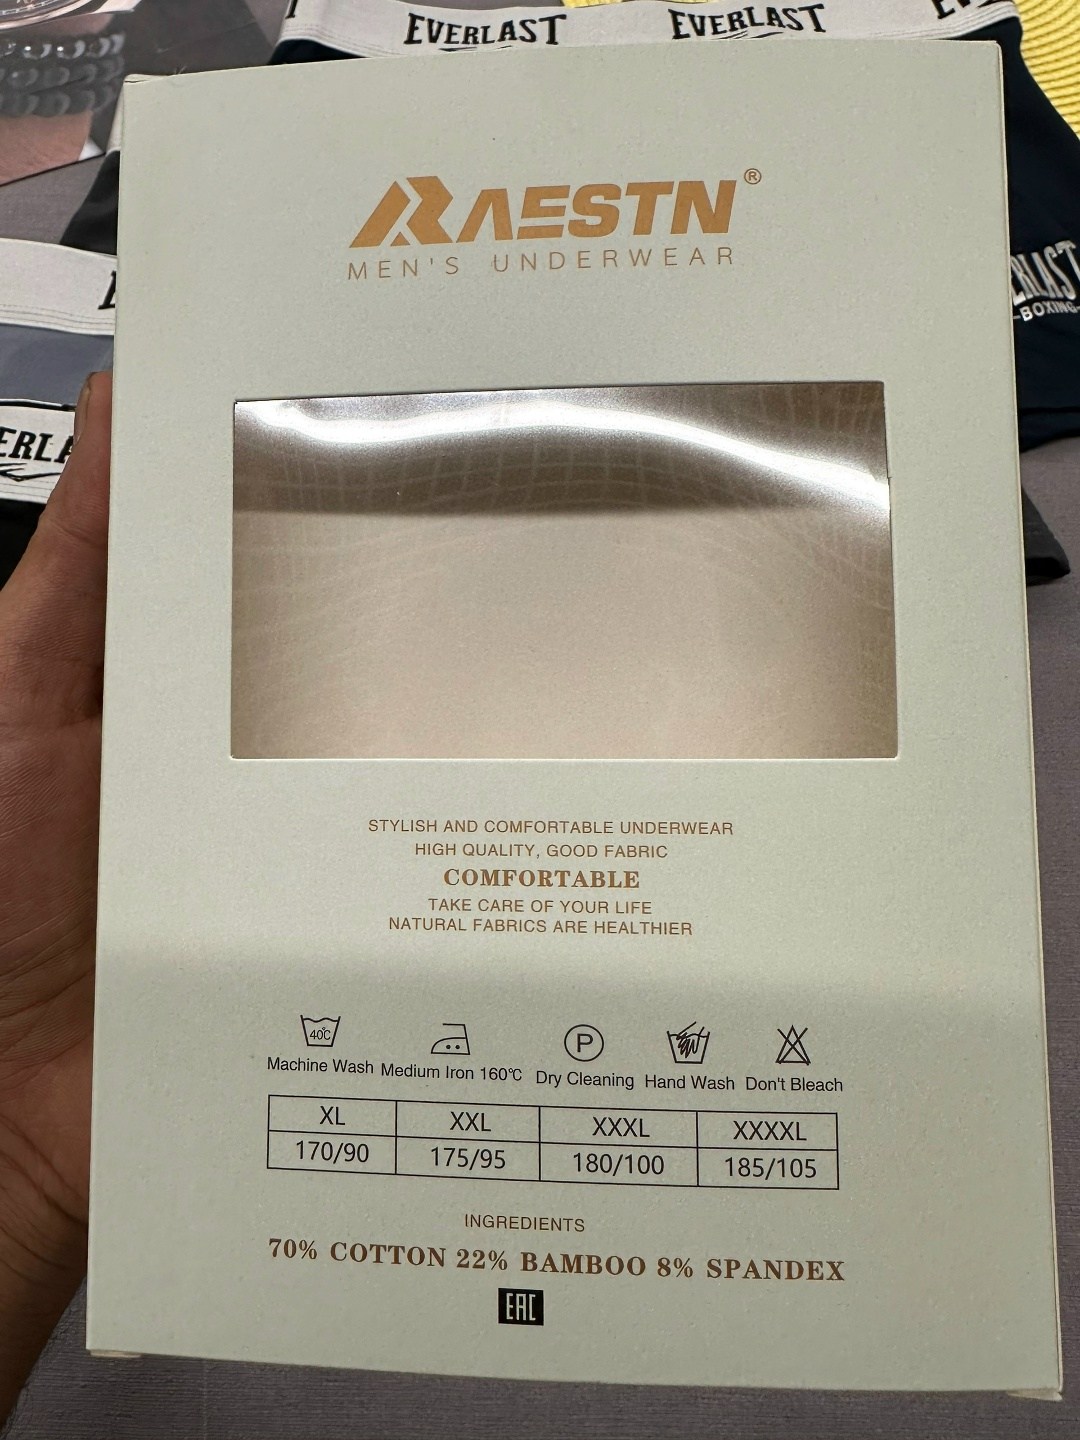 EVERLAST EVERLAST
RAESTN®
MEN'S UNDERWEAR
ERLAST
-BOXING-
ERLA
STYLISH AND COMFORTABLE UNDERWEAR
HIGH QUALITY, GOOD FABRIC
COMFORTABLE
TAKE CARE OF YOUR LIFE
NATURAL FABRICS ARE HEALTHIER
40℃ P
Machine Wash Medium Iron 160℃ Dry Cleaning Hand Wash Don't Bleach
XL XXL XXXL XXXXL
170/90 175/95 180/100 185/105
INGREDIENTS
70% COTTON 22% BAMBOO 8% SPANDEX
EAC